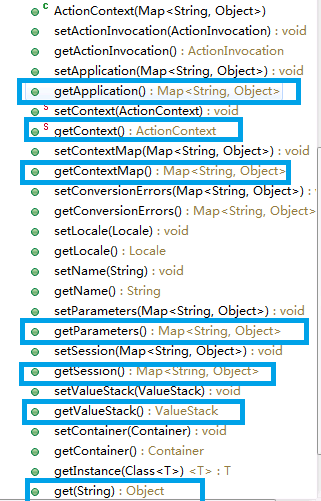 C ActionContext(Map<String, Object>)
setActionInvocation(ActionInvocation) : void
getActionInvocation() : ActionInvocation
setApplication(Map<String, Object>) : void
getApplication() : Map<String, Object>
S setContext(ActionContext) : void
S getContext() : ActionContext
setContextMap(Map<String, Object>) : void
getContextMap() : Map<String, Object>
setConversionErrors(Map<String, Object>) :
getConversionErrors() : Map<String, Object>
setLocale(Locale) : void
getLocale() : Locale
setName(String) : void
getName() : String
setParameters(Map<String, Object>) : void
getParameters() : Map<String, Object>
setSession(Map<String, Object>) : void
getSession() : Map<String, Object>
setValueStack(ValueStack) : void
getValueStack() : ValueStack
setContainer(Container) : void
getContainer() : Container
getInstance(Class<T>) <T> : T
get(String) : Object